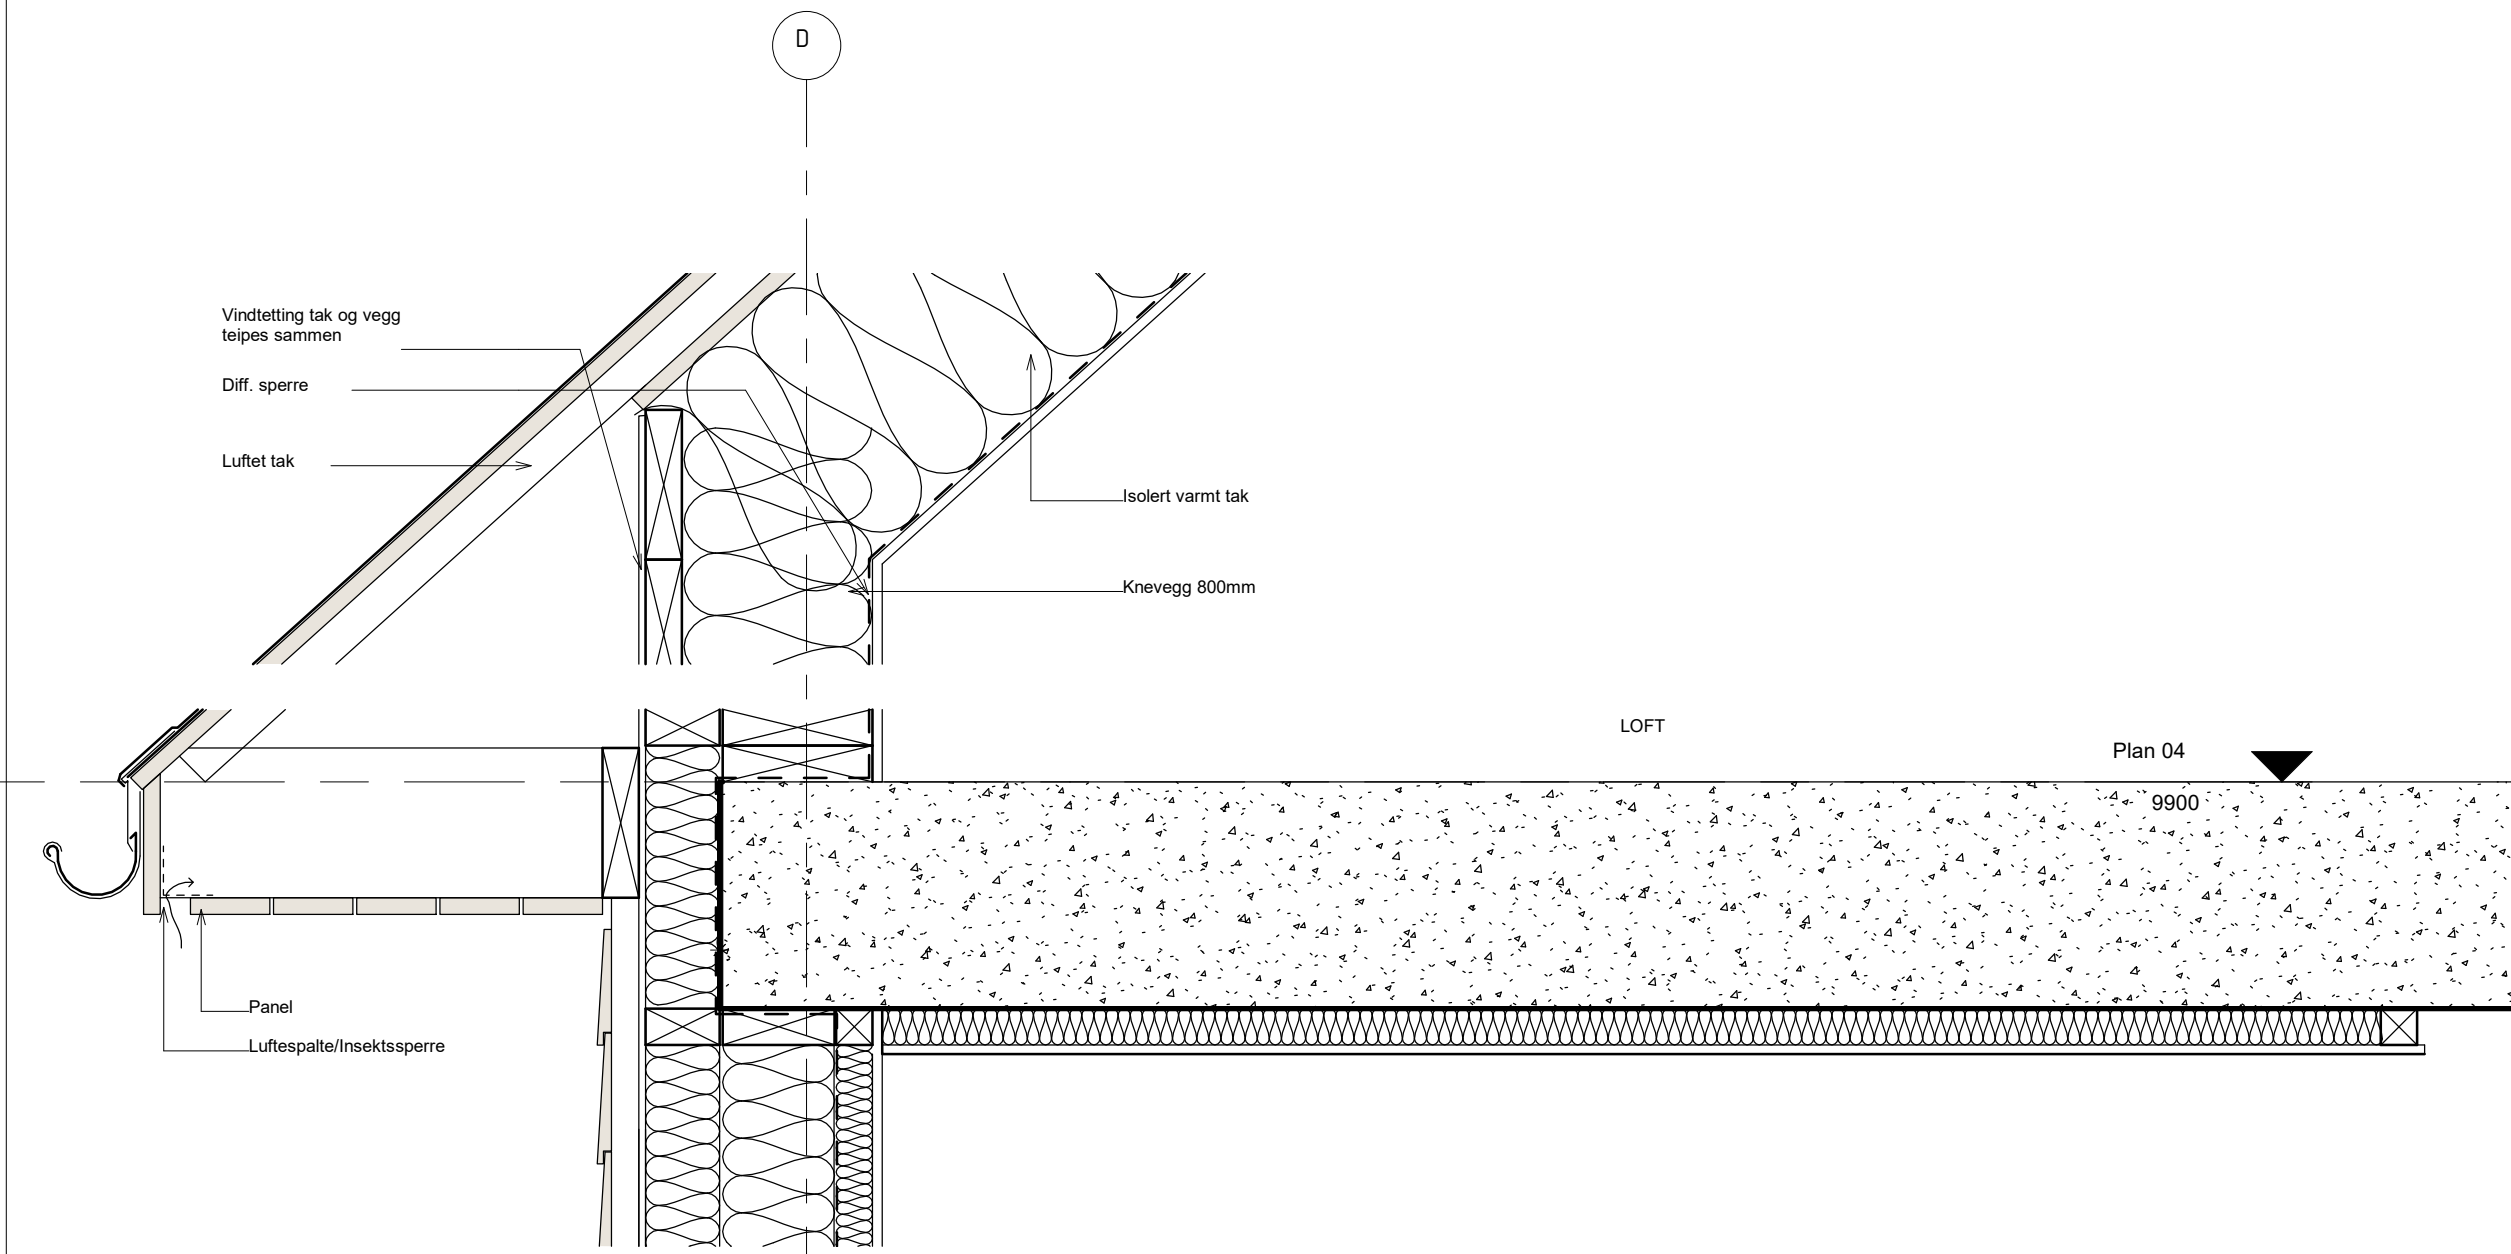 D
Vindtetting tak og vegg
teipes sammen
Diff. sperre
Luftet tak
Isolert varmt tak
Knevegg 800mm
LOFT
Plan 04
9900
Panel
Luftespalte/Insektssperre